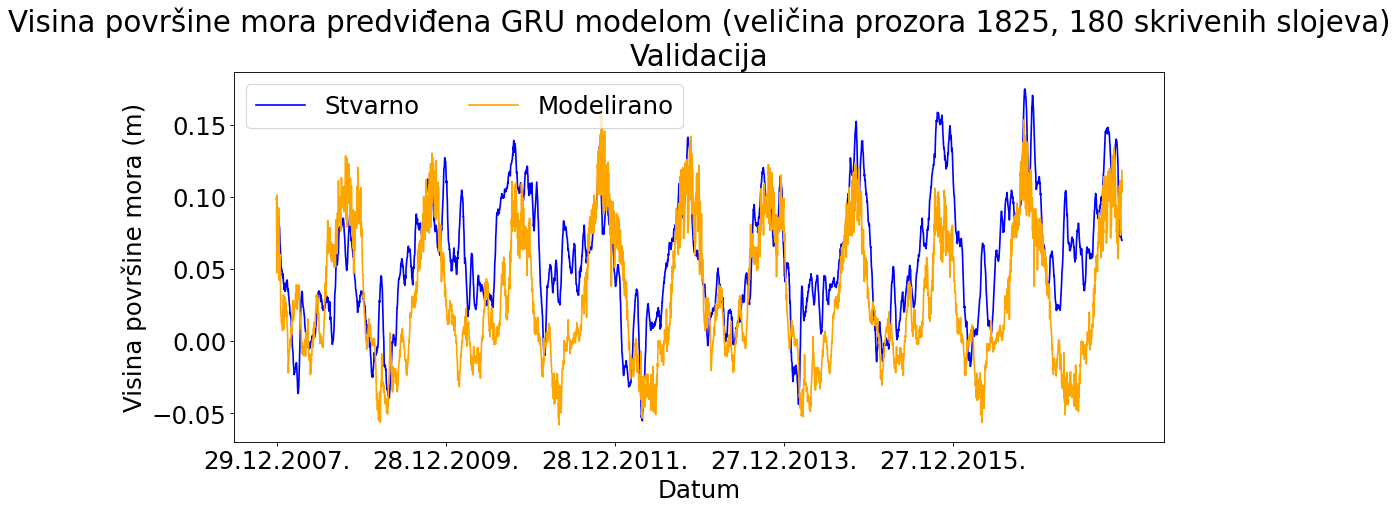 Visina površine mora predviđena GRU modelom (veličina prozora 1825, 180 skrivenih slojeva)
Validacija
Stvarno
Modelirano
Visina površine mora (m)
0.15
0.10
0.05
0.00
−0.05
29.12.2007.
28.12.2009.
28.12.2011.
27.12.2013.
27.12.2015.
Datum